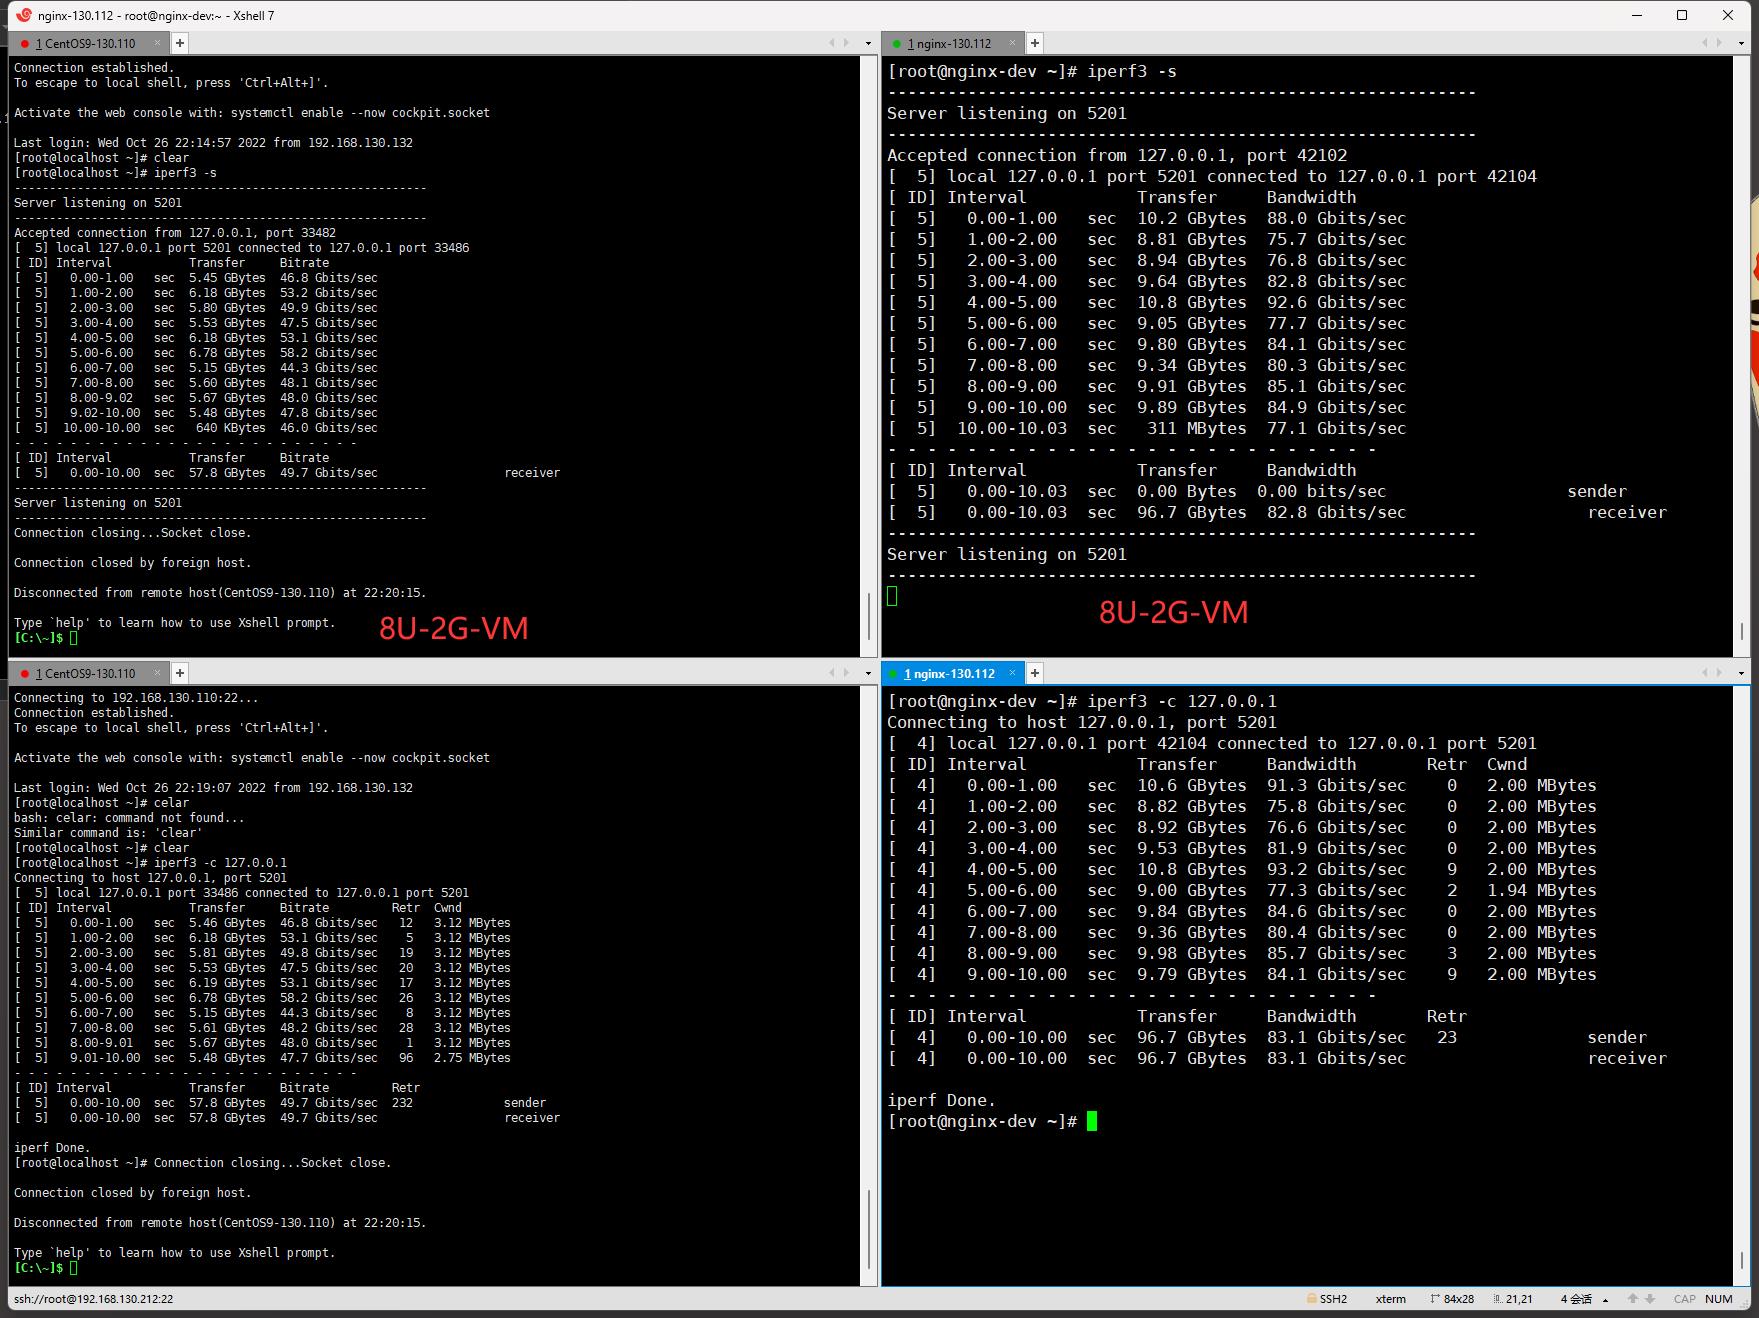 nginx-130.112 - root@nginx-dev:~ - Xshell 7
1 CentOS9-130.110
Connection established.
To escape to local shell, press 'Ctrl+Alt+]'.
Activate the web console with: systemctl enable --now cockpit.socket
Last login: Wed Oct 26 22:14:57 2022 from 192.168.130.132
[root@localhost ~]# clear
[root@localhost ~]# iperf3 -s
-----------------------------------------------------------
Server listening on 5201
-----------------------------------------------------------
Accepted connection from 127.0.0.1, port 33482
[  5] local 127.0.0.1 port 5201 connected to 127.0.0.1 port 33486
[ ID] Interval           Transfer     Bitrate
[  5]   0.00-1.00   sec  5.45 GBytes  46.8 Gbits/sec
[  5]   1.00-2.00   sec  6.18 GBytes  53.2 Gbits/sec
[  5]   2.00-3.00   sec  5.80 GBytes  49.9 Gbits/sec
[  5]   3.00-4.00   sec  5.53 GBytes  47.5 Gbits/sec
[  5]   4.00-5.00   sec  6.18 GBytes  53.1 Gbits/sec
[  5]   5.00-6.00   sec  6.78 GBytes  58.2 Gbits/sec
[  5]   6.00-7.00   sec  5.15 GBytes  44.3 Gbits/sec
[  5]   7.00-8.00   sec  5.60 GBytes  48.1 Gbits/sec
[  5]   8.00-9.02   sec  5.67 GBytes  48.0 Gbits/sec
[  5]   9.02-10.00  sec  5.48 GBytes  47.8 Gbits/sec
[  5]  10.00-10.00  sec   640 KBytes  46.0 Gbits/sec
- - - - - - - - - - - - - - - - - - - - - - - - -
[ ID] Interval           Transfer     Bitrate
[  5]   0.00-10.00  sec  57.8 GBytes  49.7 Gbits/sec                  receiver
-----------------------------------------------------------
Server listening on 5201
-----------------------------------------------------------
Connection closing...Socket close.
Connection closed by foreign host.
Disconnected from remote host(CentOS9-130.110) at 22:20:15.
Type `help' to learn how to use Xshell prompt.
[C:\~]$
8U-2G-VM
1 nginx-130.112
[root@nginx-dev ~]# iperf3 -s
-----------------------------------------------------------
Server listening on 5201
-----------------------------------------------------------
Accepted connection from 127.0.0.1, port 42102
[  5] local 127.0.0.1 port 5201 connected to 127.0.0.1 port 42104
[ ID] Interval           Transfer     Bandwidth
[  5]   0.00-1.00   sec  10.2 GBytes  88.0 Gbits/sec
[  5]   1.00-2.00   sec  8.81 GBytes  75.7 Gbits/sec
[  5]   2.00-3.00   sec  8.94 GBytes  76.8 Gbits/sec
[  5]   3.00-4.00   sec  9.64 GBytes  82.8 Gbits/sec
[  5]   4.00-5.00   sec  10.8 GBytes  92.6 Gbits/sec
[  5]   5.00-6.00   sec  9.05 GBytes  77.7 Gbits/sec
[  5]   6.00-7.00   sec  9.80 GBytes  84.1 Gbits/sec
[  5]   7.00-8.00   sec  9.34 GBytes  80.3 Gbits/sec
[  5]   8.00-9.00   sec  9.91 GBytes  85.1 Gbits/sec
[  5]   9.00-10.00  sec  9.89 GBytes  84.9 Gbits/sec
[  5]  10.00-10.03  sec   311 MBytes  77.1 Gbits/sec
- - - - - - - - - - - - - - - - - - - - - - - - -
[ ID] Interval           Transfer     Bandwidth
[  5]   0.00-10.03  sec  0.00 Bytes  0.00 bits/sec                  sender
[  5]   0.00-10.03  sec  96.7 GBytes  82.8 Gbits/sec                  receiver
-----------------------------------------------------------
Server listening on 5201
-----------------------------------------------------------
8U-2G-VM
1 CentOS9-130.110
Connecting to 192.168.130.110:22...
Connection established.
To escape to local shell, press 'Ctrl+Alt+]'.
Activate the web console with: systemctl enable --now cockpit.socket
Last login: Wed Oct 26 22:19:07 2022 from 192.168.130.132
[root@localhost ~]# celar
bash: celar: command not found...
Similar command is: 'clear'
[root@localhost ~]# clear
[root@localhost ~]# iperf3 -c 127.0.0.1
Connecting to host 127.0.0.1, port 5201
[  5] local 127.0.0.1 port 33486 connected to 127.0.0.1 port 5201
[ ID] Interval           Transfer     Bitrate         Retr  Cwnd
[  5]   0.00-1.00   sec  5.46 GBytes  46.8 Gbits/sec   12   3.12 MBytes
[  5]   1.00-2.00   sec  6.18 GBytes  53.1 Gbits/sec    5   3.12 MBytes
[  5]   2.00-3.00   sec  5.81 GBytes  49.8 Gbits/sec   19   3.12 MBytes
[  5]   3.00-4.00   sec  5.53 GBytes  47.5 Gbits/sec   20   3.12 MBytes
[  5]   4.00-5.00   sec  6.19 GBytes  53.1 Gbits/sec   17   3.12 MBytes
[  5]   5.00-6.00   sec  6.78 GBytes  58.2 Gbits/sec   26   3.12 MBytes
[  5]   6.00-7.00   sec  5.15 GBytes  44.3 Gbits/sec    8   3.12 MBytes
[  5]   7.00-8.00   sec  5.61 GBytes  48.2 Gbits/sec   28   3.12 MBytes
[  5]   8.00-9.01   sec  5.67 GBytes  48.0 Gbits/sec    1   3.12 MBytes
[  5]   9.01-10.00  sec  5.48 GBytes  47.7 Gbits/sec   96   2.75 MBytes
- - - - - - - - - - - - - - - - - - - - - - - - -
[ ID] Interval           Transfer     Bitrate         Retr
[  5]   0.00-10.00  sec  57.8 GBytes  49.7 Gbits/sec  232             sender
[  5]   0.00-10.00  sec  57.8 GBytes  49.7 Gbits/sec                  receiver
iperf Done.
[root@localhost ~]# Connection closing...Socket close.
Connection closed by foreign host.
Disconnected from remote host(CentOS9-130.110) at 22:20:15.
Type `help' to learn how to use Xshell prompt.
[C:\~]$
1 nginx-130.112
[root@nginx-dev ~]# iperf3 -c 127.0.0.1
Connecting to host 127.0.0.1, port 5201
[  4] local 127.0.0.1 port 42104 connected to 127.0.0.1 port 5201
[ ID] Interval           Transfer     Bandwidth       Retr  Cwnd
[  4]   0.00-1.00   sec  10.6 GBytes  91.3 Gbits/sec    0   2.00 MBytes
[  4]   1.00-2.00   sec  8.82 GBytes  75.8 Gbits/sec    0   2.00 MBytes
[  4]   2.00-3.00   sec  8.92 GBytes  76.6 Gbits/sec    0   2.00 MBytes
[  4]   3.00-4.00   sec  9.53 GBytes  81.9 Gbits/sec    0   2.00 MBytes
[  4]   4.00-5.00   sec  10.8 GBytes  93.2 Gbits/sec    9   2.00 MBytes
[  4]   5.00-6.00   sec  9.00 GBytes  77.3 Gbits/sec    2   1.94 MBytes
[  4]   6.00-7.00   sec  9.84 GBytes  84.6 Gbits/sec    0   2.00 MBytes
[  4]   7.00-8.00   sec  9.36 GBytes  80.4 Gbits/sec    0   2.00 MBytes
[  4]   8.00-9.00   sec  9.98 GBytes  85.7 Gbits/sec    3   2.00 MBytes
[  4]   9.00-10.00  sec  9.79 GBytes  84.1 Gbits/sec    9   2.00 MBytes
- - - - - - - - - - - - - - - - - - - - - - - - -
[ ID] Interval           Transfer     Bandwidth       Retr
[  4]   0.00-10.00  sec  96.7 GBytes  83.1 Gbits/sec   23             sender
[  4]   0.00-10.00  sec  96.7 GBytes  83.1 Gbits/sec                  receiver
iperf Done.
[root@nginx-dev ~]#
ssh://root@192.168.130.212:22
SSH2 xterm 84x28 21,21 4 会话 CAP NUM